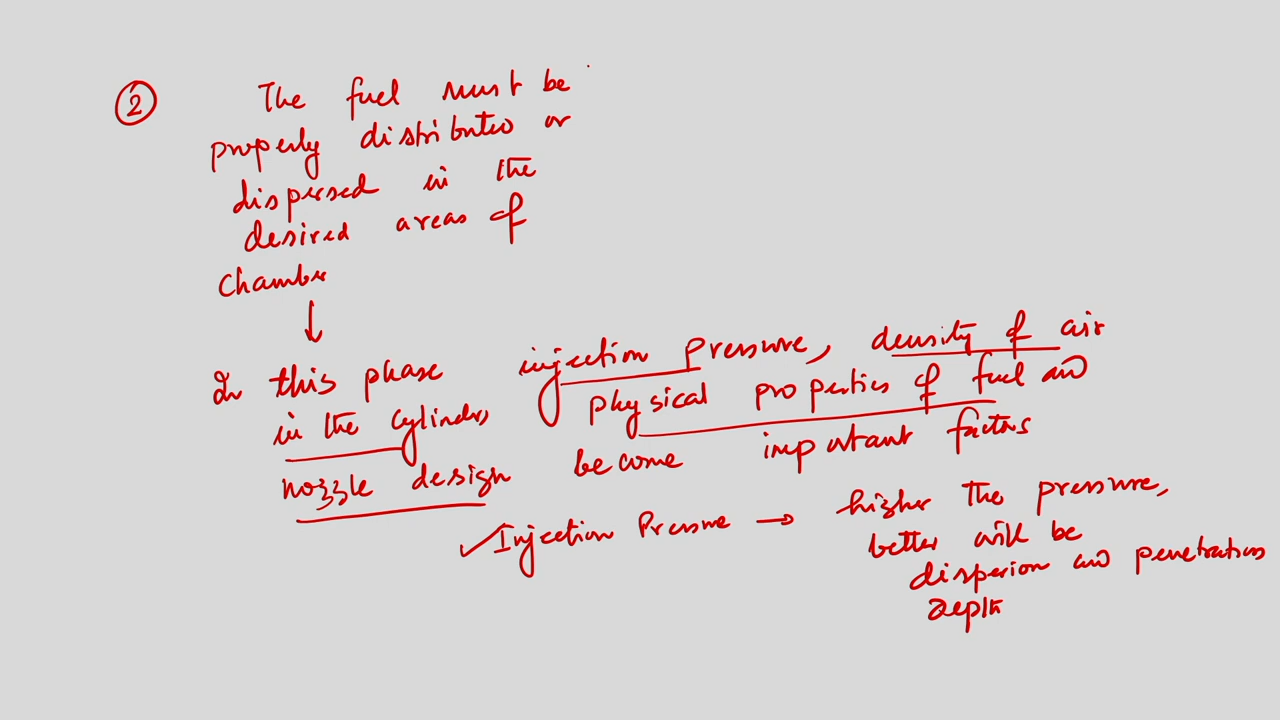 ② The fuel must be
properly distributed or
dispersed in the
desired areas of
Chamber
↓
In this phase injection pressure, density of air
in the cylinder, physical properties of fuel and
nozzle design become important factors
✓Injection Pressure → higher the pressure,
better will be
dispersion and penetration
depth